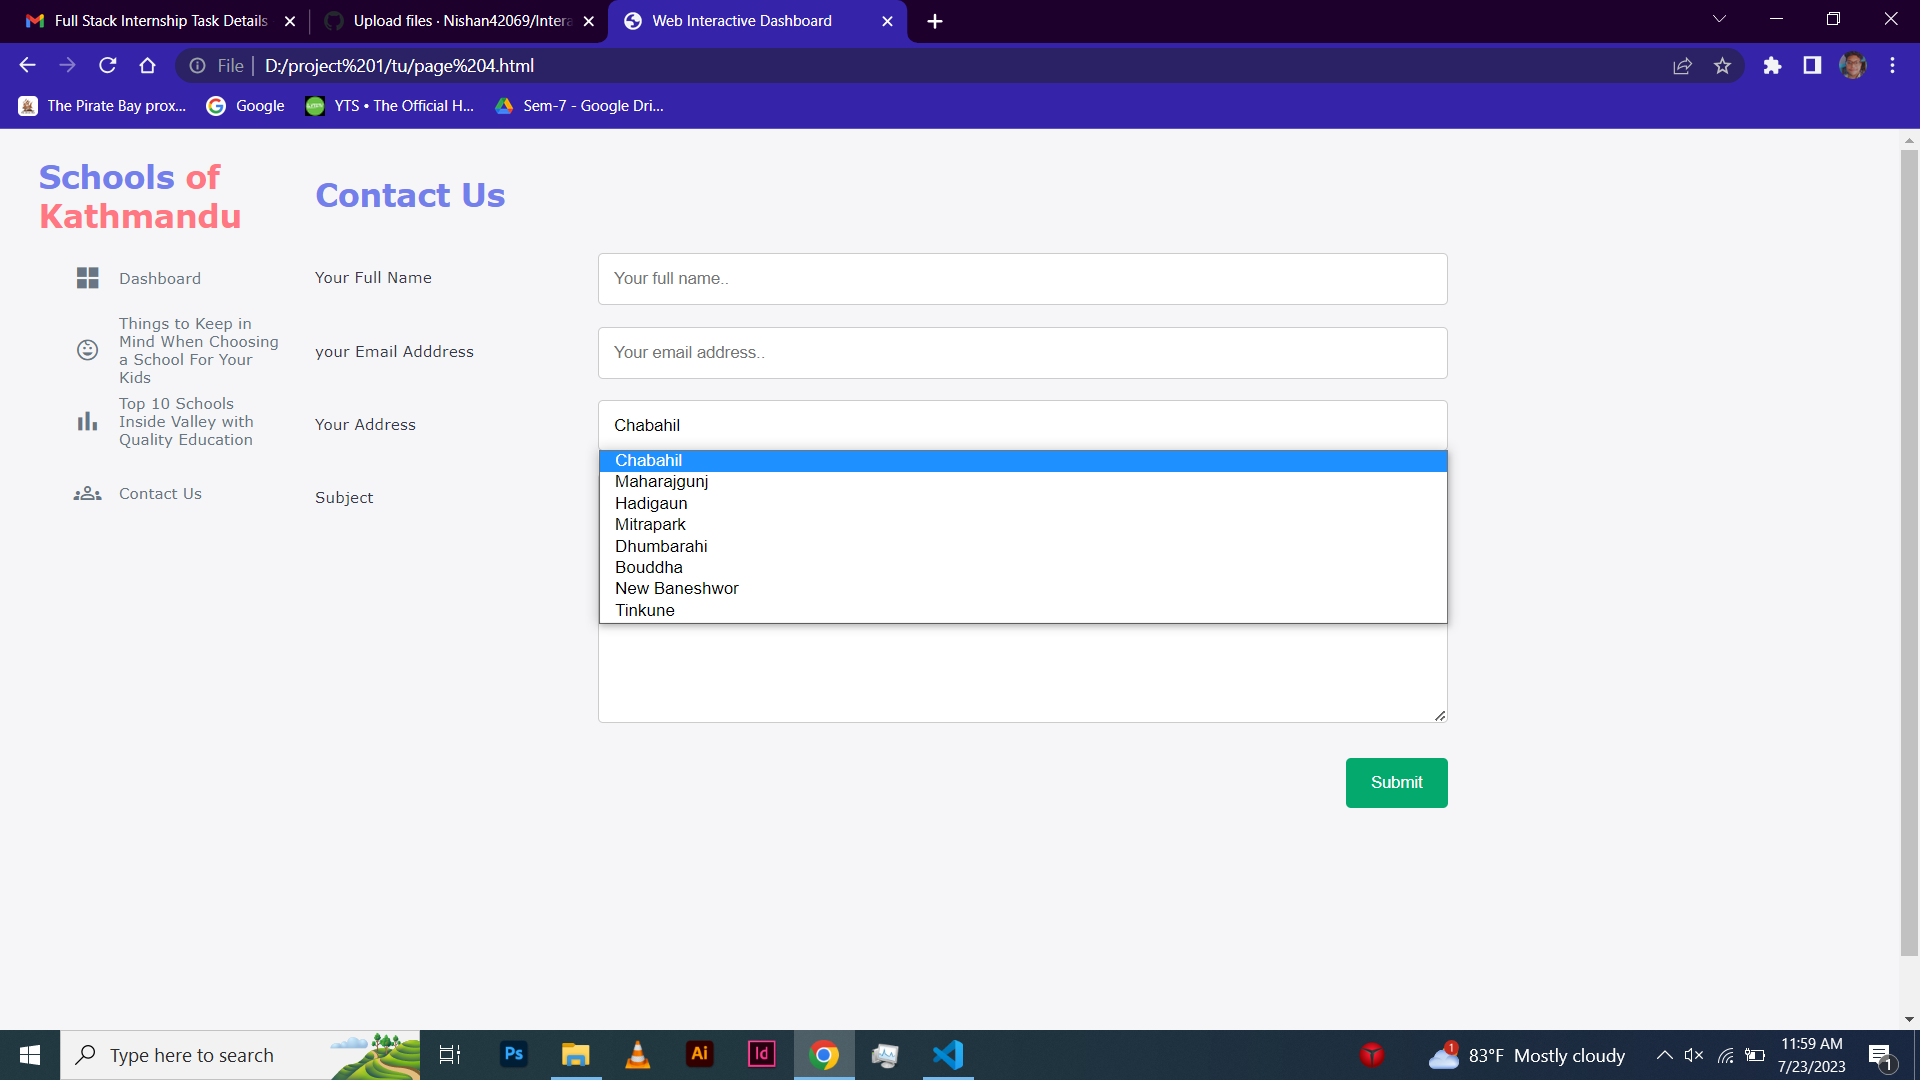 Full Stack Internship Task Details
Upload files · Nishan42069/Intera
Web Interactive Dashboard
File
D:/project%201/tu/page%204.html
The Pirate Bay prox...
Google
YTS • The Official H...
Sem-7 - Google Dri...
Schools of
Kathmandu
Dashboard
Things to Keep in
Mind When Choosing
a School For Your
Kids
Top 10 Schools
Inside Valley with
Quality Education
Contact Us
Contact Us
Your Full Name
Your full name..
your Email Adddress
Your email address..
Your Address
Chabahil
Chabahil
Maharajgunj
Hadigaun
Mitrapark
Dhumbarahi
Bouddha
New Baneshwor
Tinkune
Subject
Submit
Type here to search
Ps
Ai
Id
1
83°F Mostly cloudy
11:59 AM
7/23/2023
1